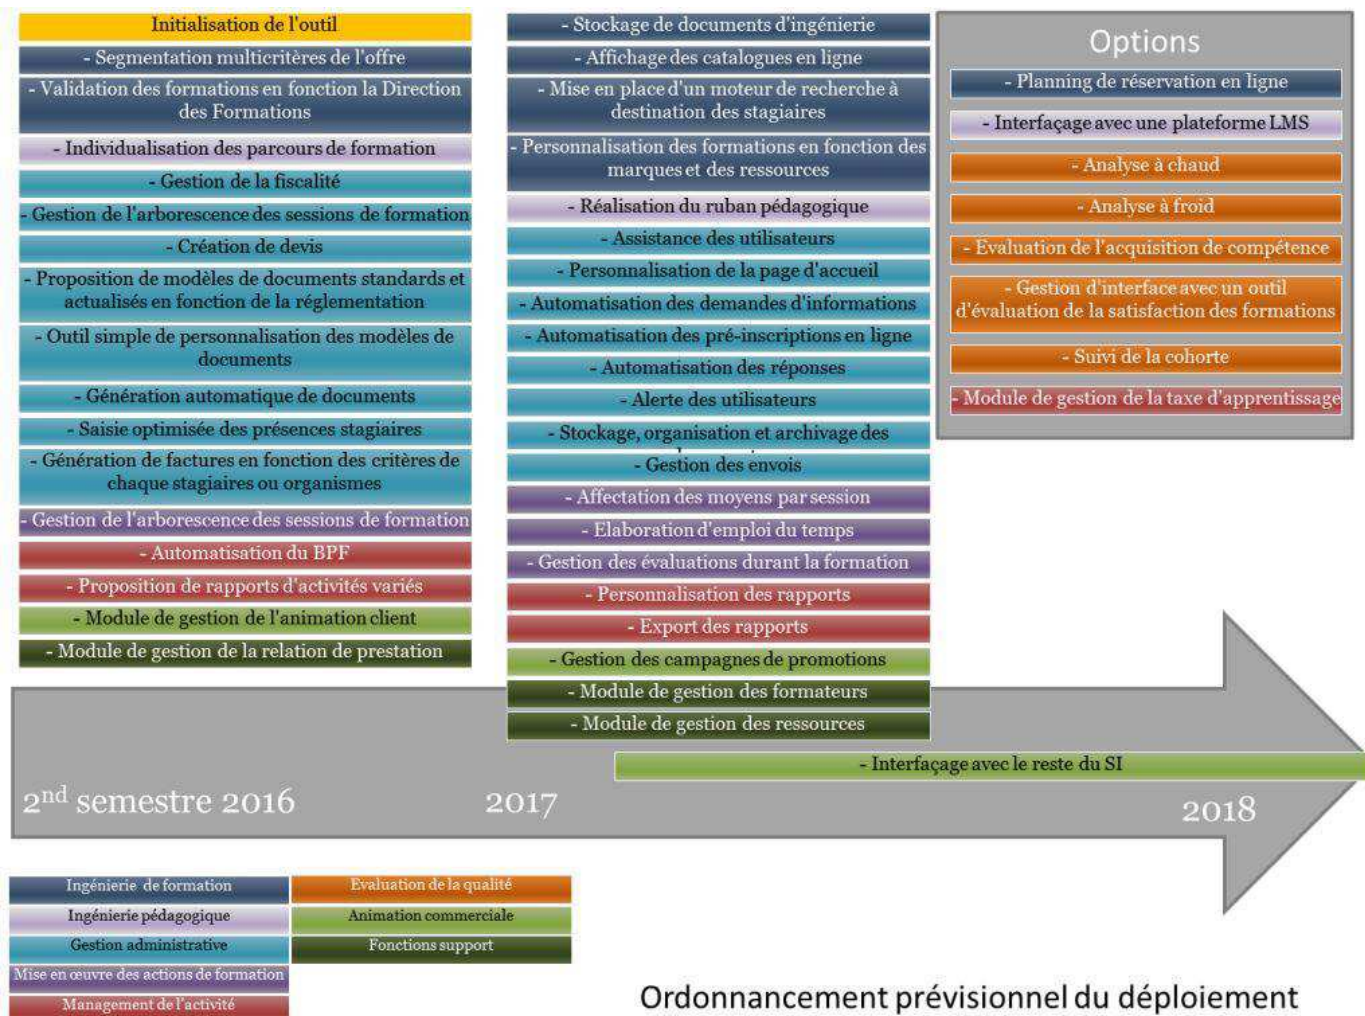 Initialisation de l'outil
- Segmentation multicritères de l'offre
- Validation des formations en fonction la Direction
des Formations
- Individualisation des parcours de formation
- Gestion de la fiscalité
- Gestion de l'arborescence des sessions de formation
- Création de devis
- Proposition de modèles de documents standards et
actualisés en fonction de la réglementation
- Outil simple de personnalisation des modèles de
documents
- Génération automatique de documents
- Saisie optimisée des présences stagiaires
- Génération de factures en fonction des critères de
chaque stagiaires ou organismes
- Gestion de l'arborescence des sessions de formation
- Automatisation du BPF
- Proposition de rapports d'activités variés
- Module de gestion de l'animation client
- Module de gestion de la relation de prestation
- Stockage de documents d'ingénierie
- Affichage des catalogues en ligne
- Mise en place d'un moteur de recherche à
destination des stagiaires
- Personnalisation des formations en fonction des
marques et des ressources
- Réalisation du ruban pédagogique
- Assistance des utilisateurs
- Personnalisation de la page d'accueil
- Automatisation des demandes d'informations
- Automatisation des pré-inscriptions en ligne
- Automatisation des réponses
- Alerte des utilisateurs
- Stockage, organisation et archivage des
- Gestion des envois
- Affectation des moyens par session
- Elaboration d'emploi du temps
- Gestion des évaluations durant la formation
- Personnalisation des rapports
- Export des rapports
- Gestion des campagnes de promotions
- Module de gestion des formateurs
- Module de gestion des ressources
Options
- Planning de réservation en ligne
- Interfaçage avec une plateforme LMS
- Analyse à chaud
- Analyse à froid
- Evaluation de l'acquisition de compétence
- Gestion d'interface avec un outil
d'évaluation de la satisfaction des formations
- Suivi de la cohorte
- Module de gestion de la taxe d'apprentissage
- Interfaçage avec le reste du SI
2nd semestre 2016
2017
2018
Ingénierie de formation
Ingénierie pédagogique
Gestion administrative
Mise en œuvre des actions de formation
Management de l'activité
Evaluation de la qualité
Animation commerciale
Fonctions support
Ordonnancement prévisionnel du déploiement